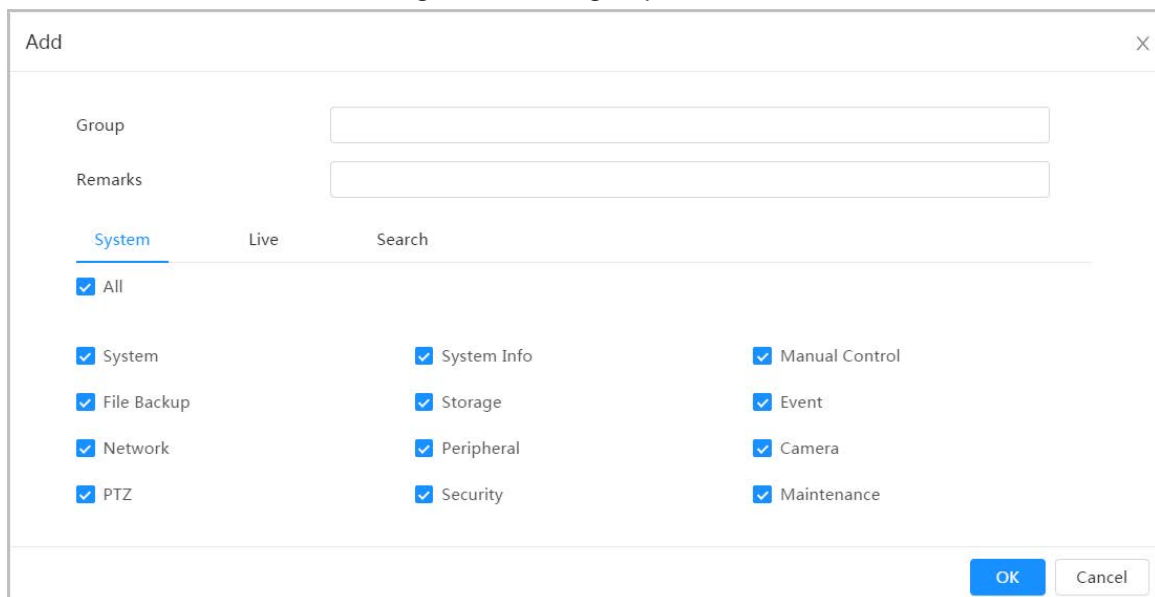 Add
Group
Remarks
System Live Search
All
System System Info Manual Control
File Backup Storage Event
Network Peripheral Camera
PTZ Security Maintenance
OK Cancel